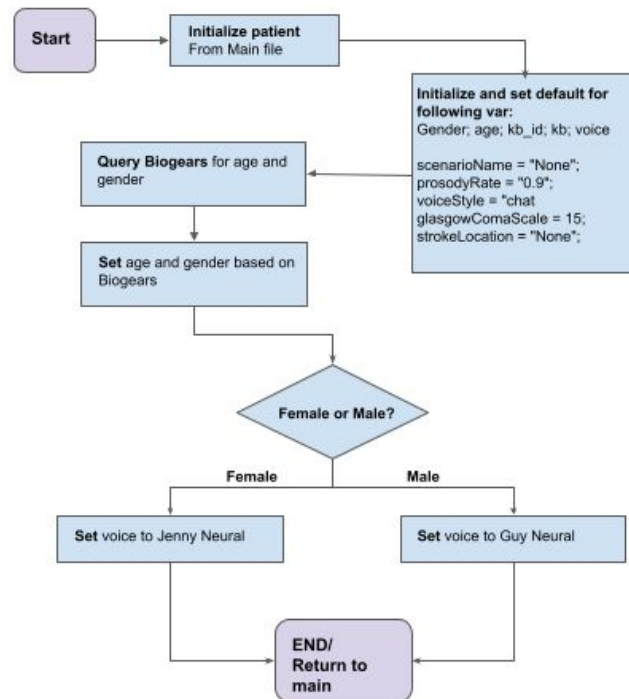 Start
Initialize patient
From Main file
Initialize and set default for
following var:
Gender; age; kb_id; kb; voice
scenarioName = "None";
prosodyRate = "0.9";
voiceStyle = "chat
glasgowComaScale = 15;
strokeLocation = "None";
Query Biogears for age and
gender
Set age and gender based on
Biogears
Female or Male?
Female
Male
Set voice to Jenny Neural
Set voice to Guy Neural
END/
Return to
main